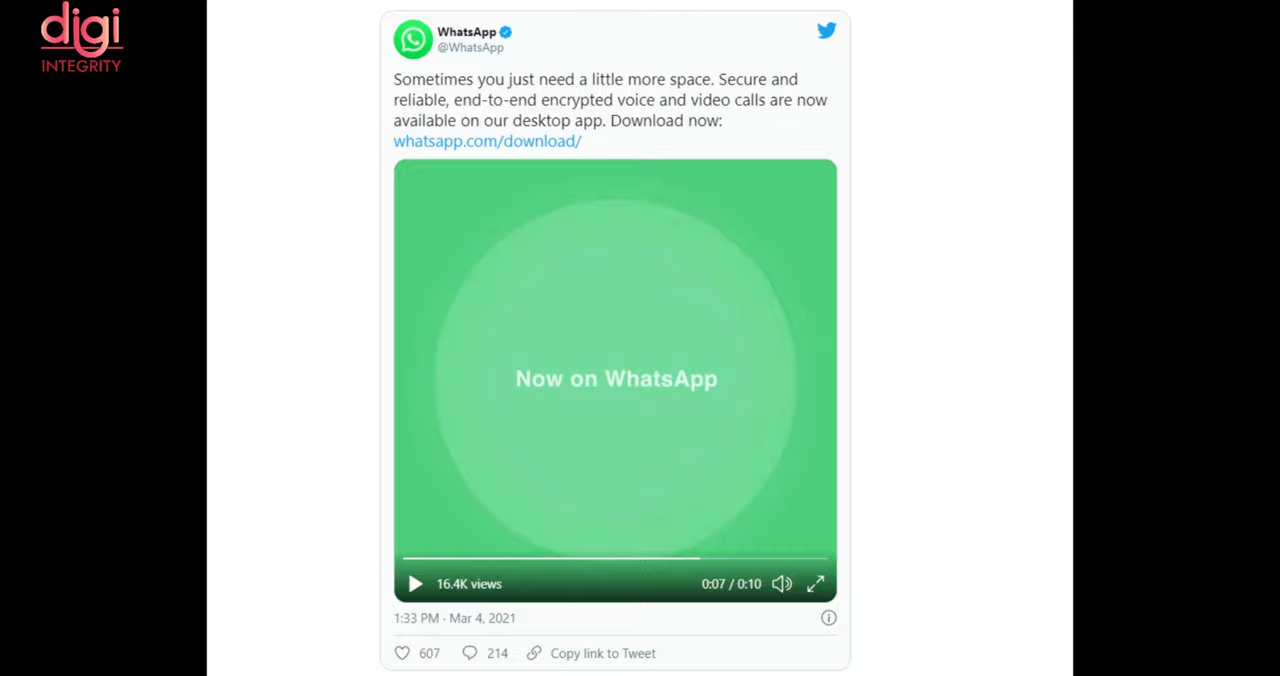 digi
INTEGRITY
WhatsApp
@WhatsApp
Sometimes you just need a little more space. Secure and
reliable, end-to-end encrypted voice and video calls are now
available on our desktop app. Download now:
whatsapp.com/download/
Now on WhatsApp
16.4K views
0:07 / 0:10
1:33 PM · Mar 4, 2021
607
214
Copy link to Tweet